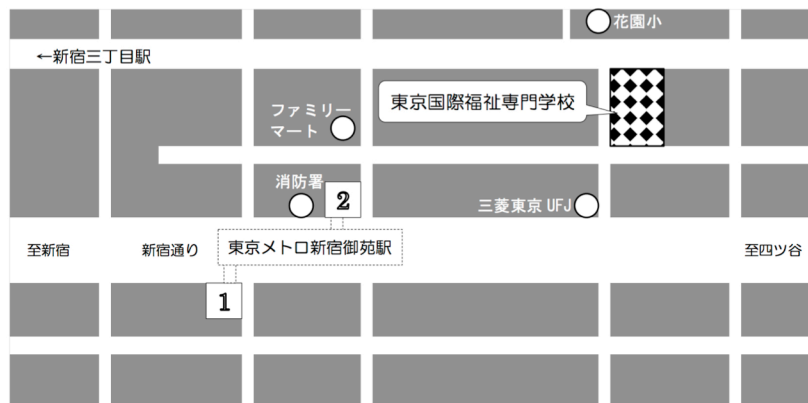 花園小
←新宿三丁目駅
東京国際福祉専門学校
ファミリー
マート
消防署
2
三菱東京 UFJ
至新宿
新宿通り
東京メトロ新宿御苑駅
至四ツ谷
1